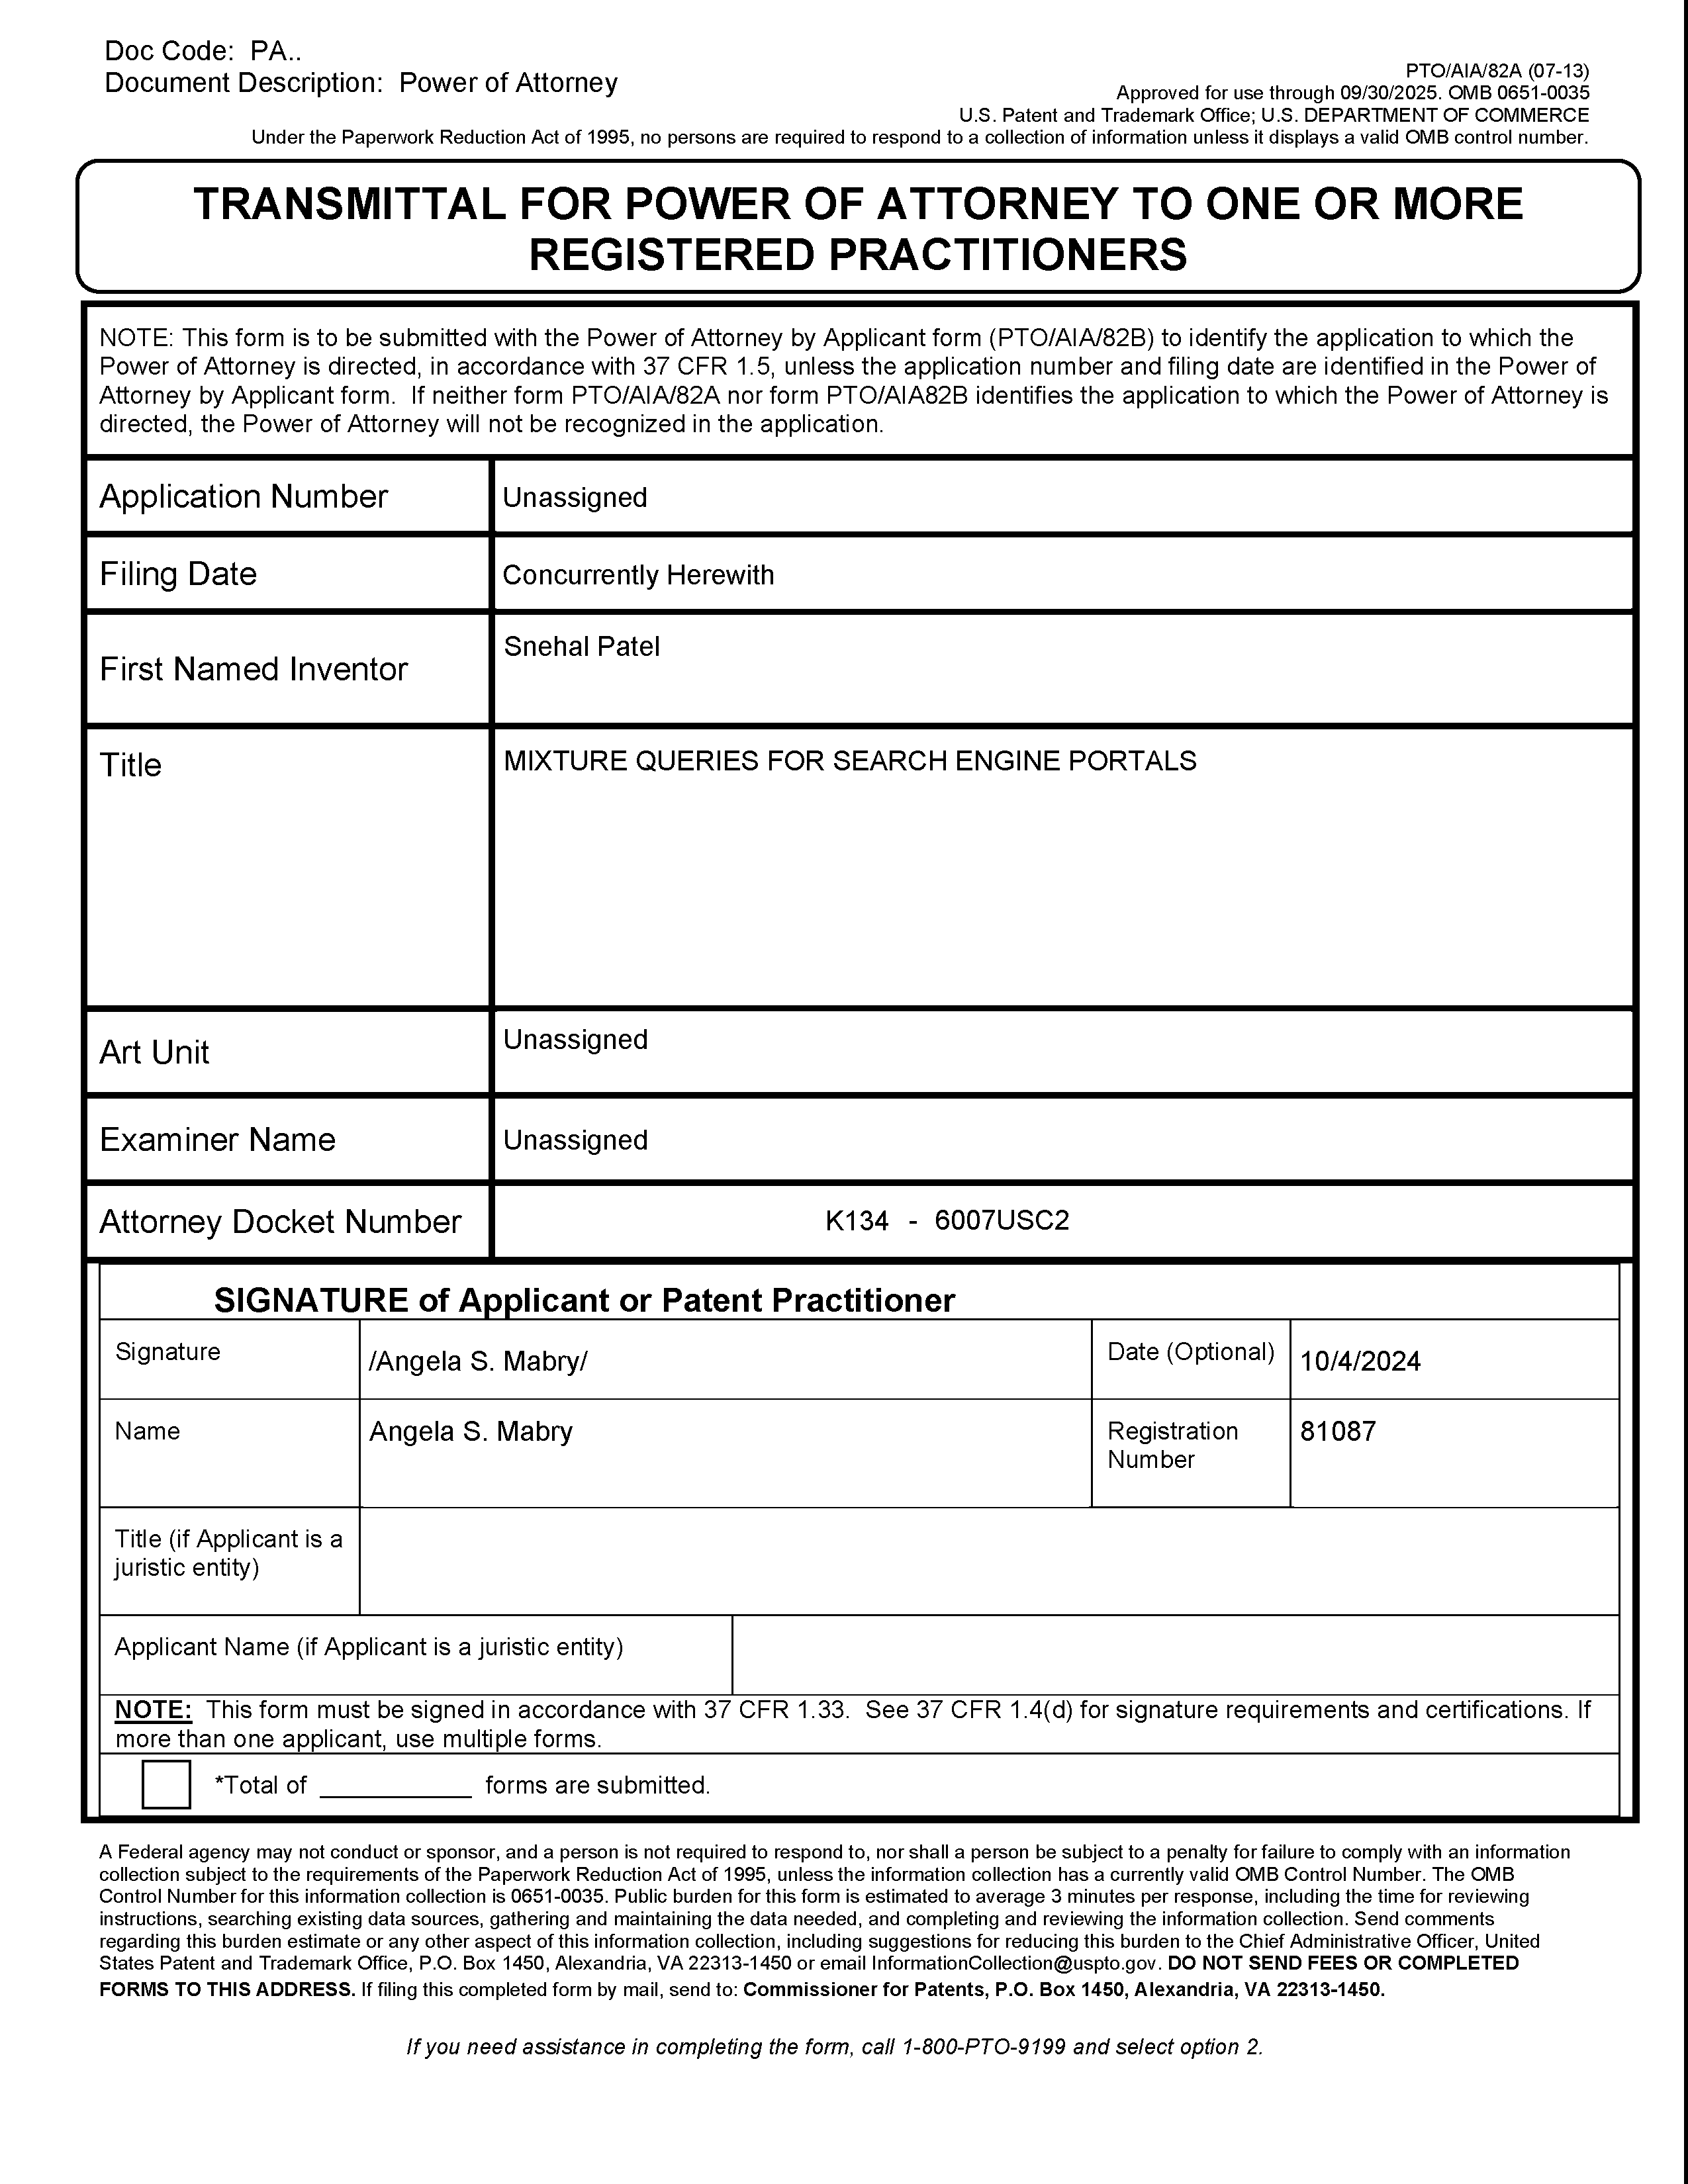 Doc Code: PA..
Document Description: Power of Attorney
PTO/AIA/82A (07-13)
Approved for use through 09/30/2025. OMB 0651-0035
U.S. Patent and Trademark Office; U.S. DEPARTMENT OF COMMERCE
Under the Paperwork Reduction Act of 1995, no persons are required to respond to a collection of information unless it displays a valid OMB control number.
TRANSMITTAL FOR POWER OF ATTORNEY TO ONE OR MORE
REGISTERED PRACTITIONERS
NOTE: This form is to be submitted with the Power of Attorney by Applicant form (PTO/AIA/82B) to identify the application to which the
Power of Attorney is directed, in accordance with 37 CFR 1.5, unless the application number and filing date are identified in the Power of
Attorney by Applicant form. If neither form PTO/AIA/82A nor form PTO/AIA82B identifies the application to which the Power of Attorney is
directed, the Power of Attorney will not be recognized in the application.
Application Number Unassigned
Filing Date Concurrently Herewith
First Named Inventor Snehal Patel
Title MIXTURE QUERIES FOR SEARCH ENGINE PORTALS
Art Unit Unassigned
Examiner Name Unassigned
Attorney Docket Number K134 - 6007USC2
SIGNATURE of Applicant or Patent Practitioner
Signature /Angela S. Mabry/ Date (Optional) 10/4/2024
Name Angela S. Mabry Registration 81087
Number
Title (if Applicant is a
juristic entity)
Applicant Name (if Applicant is a juristic entity)
NOTE: This form must be signed in accordance with 37 CFR 1.33. See 37 CFR 1.4(d) for signature requirements and certifications. If
more than one applicant, use multiple forms.
*Total of ___________ forms are submitted.
A Federal agency may not conduct or sponsor, and a person is not required to respond to, nor shall a person be subject to a penalty for failure to comply with an information
collection subject to the requirements of the Paperwork Reduction Act of 1995, unless the information collection has a currently valid OMB Control Number. The OMB
Control Number for this information collection is 0651-0035. Public burden for this form is estimated to average 3 minutes per response, including the time for reviewing
instructions, searching existing data sources, gathering and maintaining the data needed, and completing and reviewing the information collection. Send comments
regarding this burden estimate or any other aspect of this information collection, including suggestions for reducing this burden to the Chief Administrative Officer, United
States Patent and Trademark Office, P.O. Box 1450, Alexandria, VA 22313-1450 or email InformationCollection@uspto.gov. DO NOT SEND FEES OR COMPLETED
FORMS TO THIS ADDRESS. If filing this completed form by mail, send to: Commissioner for Patents, P.O. Box 1450, Alexandria, VA 22313-1450.
If you need assistance in completing the form, call 1-800-PTO-9199 and select option 2.